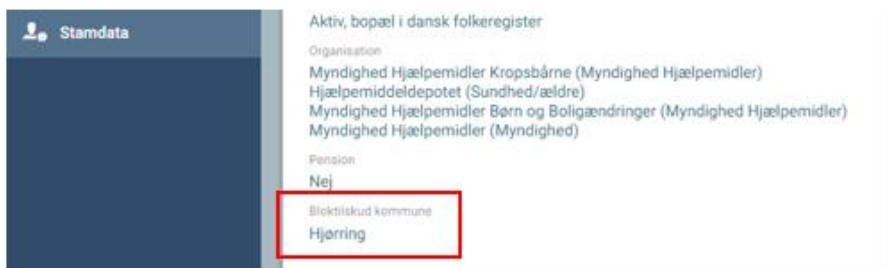 Stamdata
Aktiv, bopæl i dansk folkeregister
Organisation
Myndighed Hjælpemidler Kropsbårne (Myndighed Hjælpemidler)
Hjælpemiddeldepotet (Sundhed/ældre)
Myndighed Hjælpemidler Børn og Boligændringer (Myndighed Hjælpemidler)
Myndighed Hjælpemidler (Myndighed)
Pension
Nej
Bloktilskud kommune
Hjørring